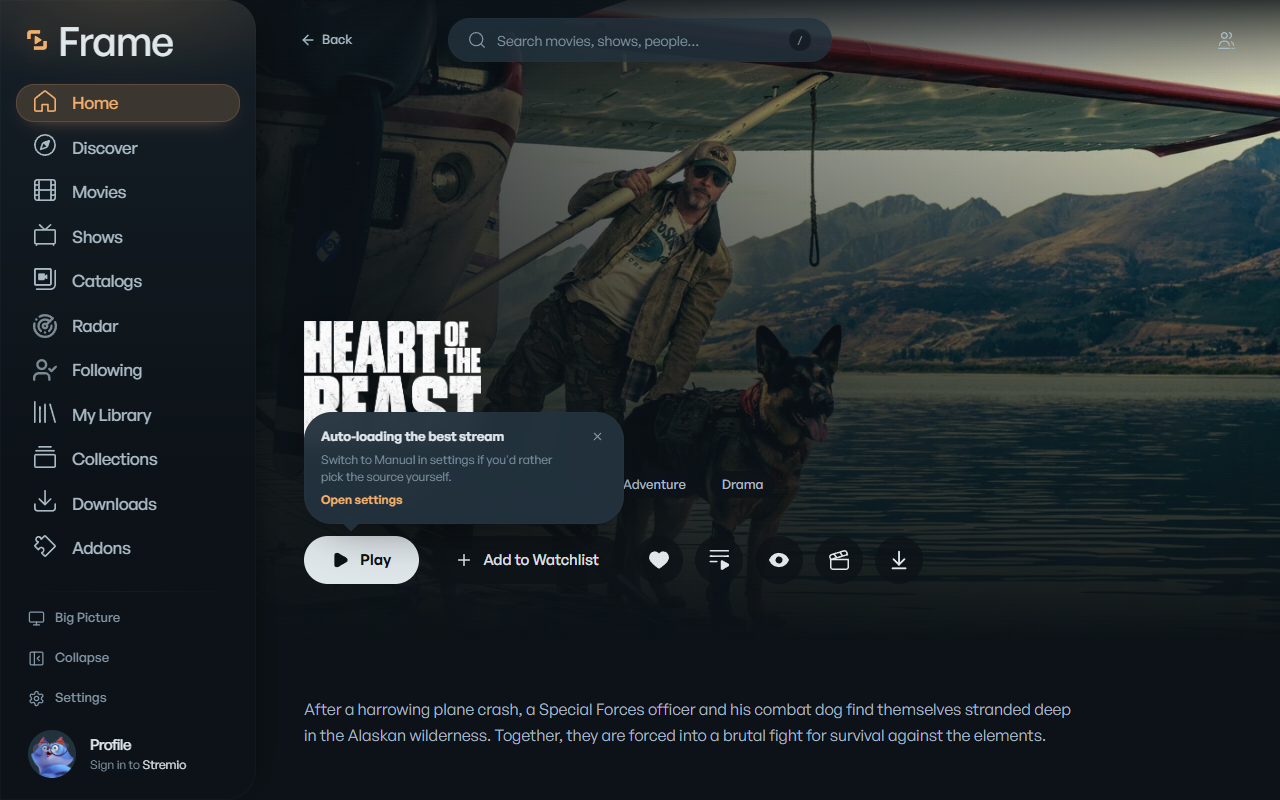 Frame
Back
Search movies, shows, people...
/
Home
Discover
Movies
Shows
Catalogs
Radar
Following
My Library
Collections
Downloads
Addons
Big Picture
Collapse
Settings
Profile
Sign in to Stremio
HEART OF
THE
BEAST
Auto-loading the best stream
Switch to Manual in settings if you'd rather
pick the source yourself.
Open settings
Adventure
Drama
Play
Add to Watchlist
After a harrowing plane crash, a Special Forces officer and his combat dog find themselves stranded deep
in the Alaskan wilderness. Together, they are forced into a brutal fight for survival against the elements.